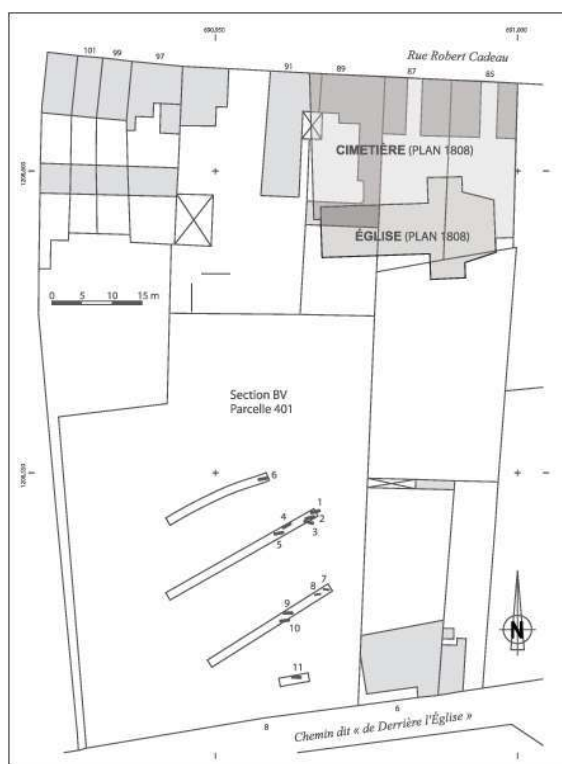 690,950
691,000
Rue Robert Cadeau
101
99
97
91
89
87
85
CIMETIÈRE (PLAN 1808)
ÉGLISE (PLAN 1808)
0 5 10 15 m
Section BV
Parcelle 401
6
1
2
3
4
5
7
8
9
10
11
N
8
6
Chemin dit « de Derrière l'Église »